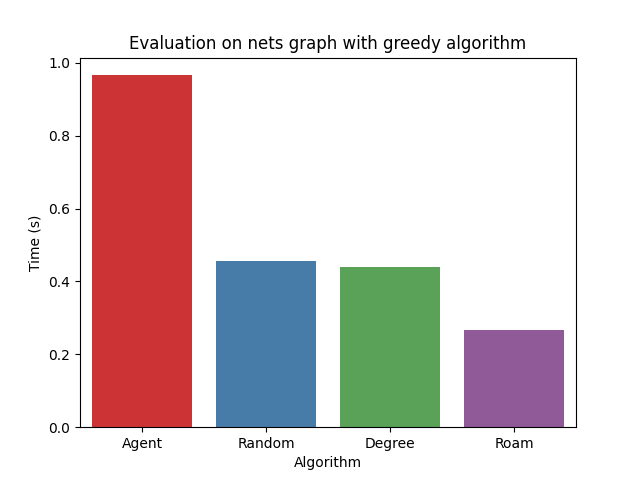 Evaluation on nets graph with greedy algorithm
1.0
0.8
0.6
0.4
0.2
0.0
Time (s)
Agent Random Degree Roam
Algorithm